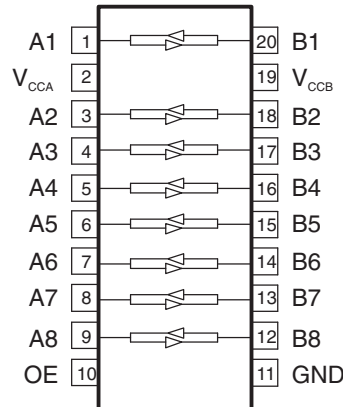 A1 1 20 B1
VCCA 2 19 VCCB
A2 3 18 B2
A3 4 17 B3
A4 5 16 B4
A5 6 15 B5
A6 7 14 B6
A7 8 13 B7
A8 9 12 B8
OE 10 11 GND